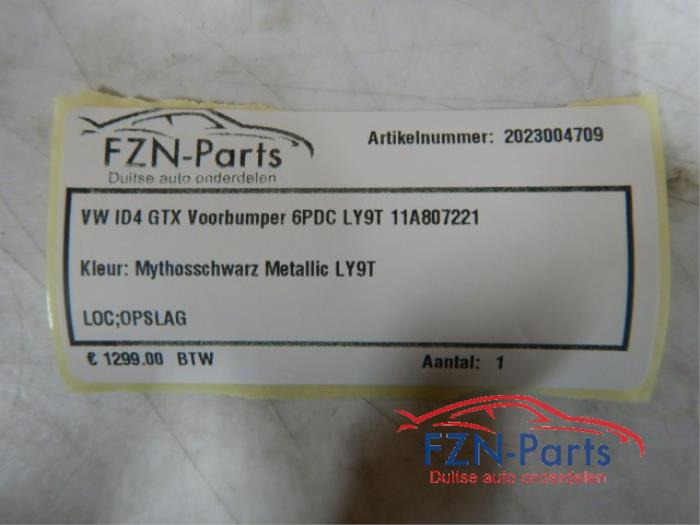 FZN-Parts
Duitse auto onderdelen
Artikelnummer: 2023004709
VW ID4 GTX Voorbumper 6PDC LY9T 11A807221
Kleur: Mythosschwarz Metallic LY9T
LOC;OPSLAG
€ 1299.00 BTW
Aantal: 1
FZN-Parts
Duitse auto onderdelen